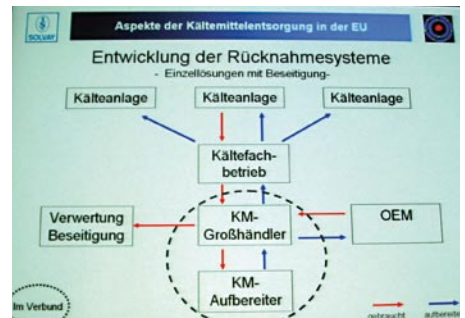 SOLVAY
Aspekte der Kältemittelentsorgung in der EU
Entwicklung der Rücknahmesysteme
- Einzellösungen mit Beseitigung-
Kälteanlage
Kälteanlage
Kälteanlage
Kältefach-
betrieb
Verwertung
Beseitigung
KM-
Großhändler
OEM
KM-
Aufbereiter
Im Verbund
gebraucht
aufbereite